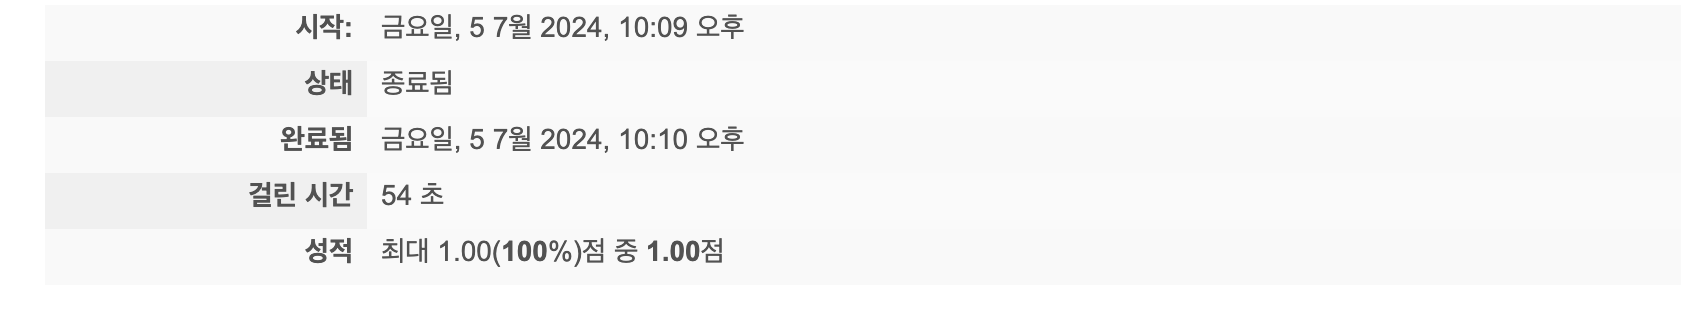 시작: 금요일, 5 7월 2024, 10:09 오후
상태 종료됨
완료됨 금요일, 5 7월 2024, 10:10 오후
걸린 시간 54 초
성적 최대 1.00(100%)점 중 1.00점